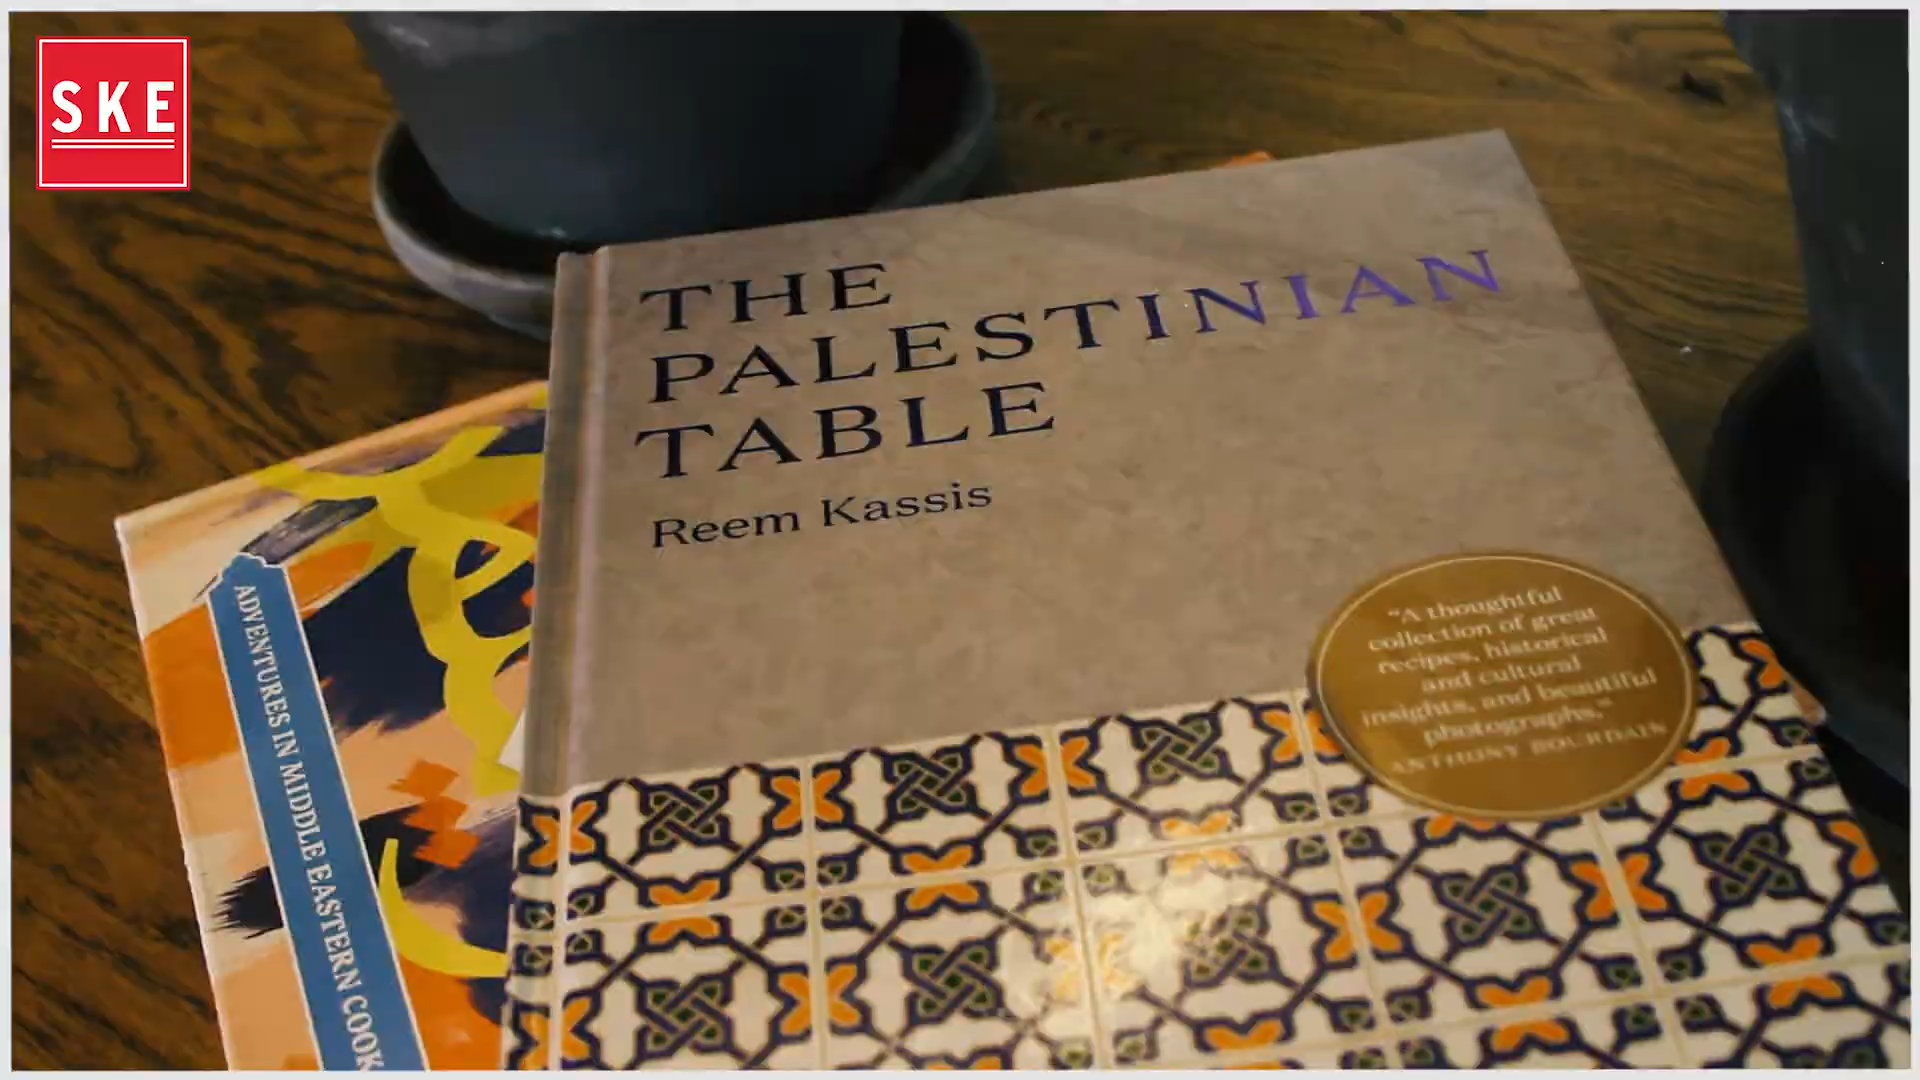 SKE
THE
PALESTINIAN
TABLE
Reem Kassis
"A thoughtful
collection of great
recipes, historical
and cultural
insights, and beautiful
photographs."
ANTHONY BOURDAIN
ADVENTURES IN MIDDLE EASTERN COOK